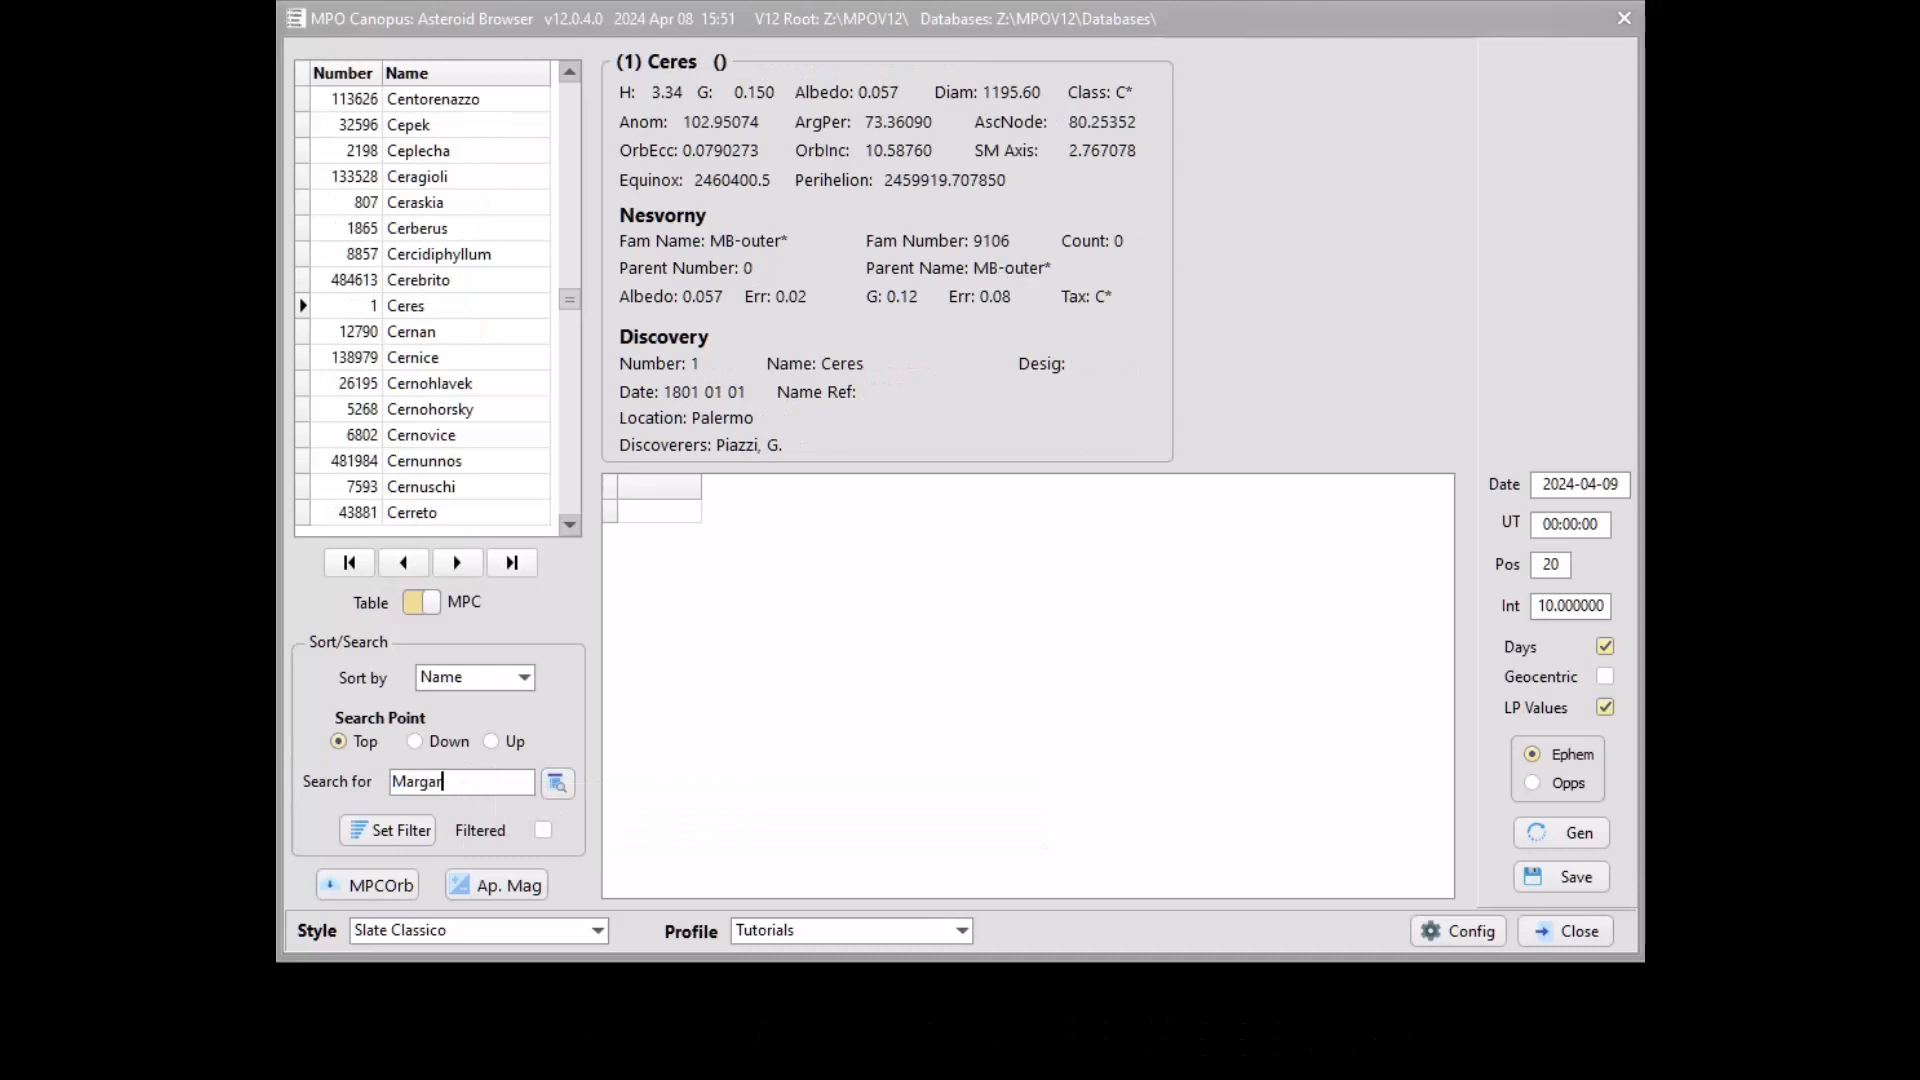 MPO Canopus: Asteroid Browser   v12.0.4.0   2024 Apr 08  15:51    V12 Root: Z:\MPOV12\   Databases: Z:\MPOV12\Databases\
Number Name
113626 Centorenazzo
32596 Cepek
2198 Ceplecha
133528 Ceragioli
807 Ceraskia
1865 Cerberus
8857 Cercidiphyllum
484613 Cerebrito
1 Ceres
12790 Cernan
138979 Cernice
26195 Cernohlavek
5268 Cernohorsky
6802 Cernovice
481984 Cernunnos
7593 Cernuschi
43881 Cerreto
Table MPC
Sort/Search
Sort by Name
Search Point
Top Down Up
Search for Margar
Set Filter Filtered
MPCOrb Ap. Mag
(1) Ceres   ()
H: 3.34 G: 0.150 Albedo: 0.057 Diam: 1195.60 Class: C*
Anom: 102.95074 ArgPer: 73.36090 AscNode: 80.25352
OrbEcc: 0.0790273 OrbInc: 10.58760 SM Axis: 2.767078
Equinox: 2460400.5 Perihelion: 2459919.707850
Nesvorny
Fam Name: MB-outer* Fam Number: 9106 Count: 0
Parent Number: 0 Parent Name: MB-outer*
Albedo: 0.057 Err: 0.02 G: 0.12 Err: 0.08 Tax: C*
Discovery
Number: 1 Name: Ceres Desig:
Date: 1801 01 01 Name Ref:
Location: Palermo
Discoverers: Piazzi, G.
Date 2024-04-09
UT 00:00:00
Pos 20
Int 10.000000
Days
Geocentric
LP Values
Ephem
Opps
Gen
Save
Style Slate Classico Profile Tutorials Config Close